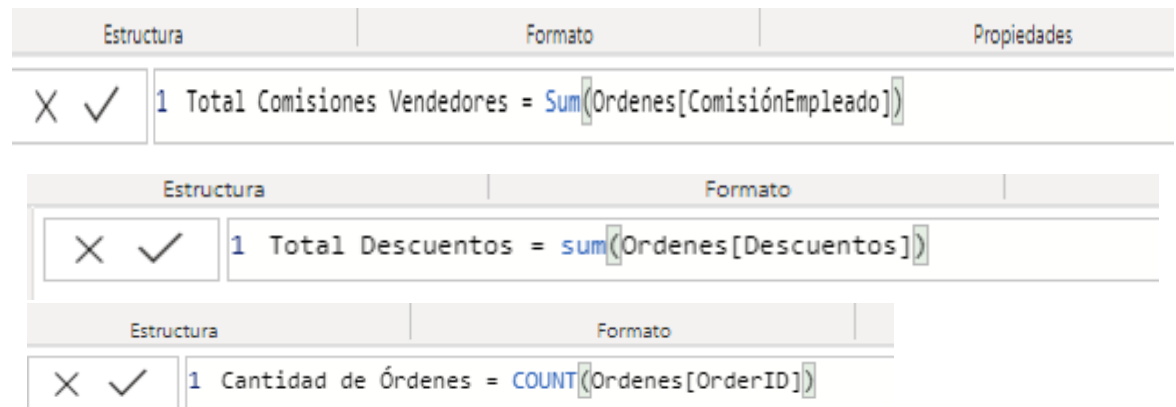 Estructura Formato Propiedades
1 Total Comisiones Vendedores = Sum(Ordenes[ComisiónEmpleado])
Estructura Formato
1 Total Descuentos = sum(Ordenes[Descuentos])
Estructura Formato
1 Cantidad de Órdenes = COUNT(Ordenes[OrderID])